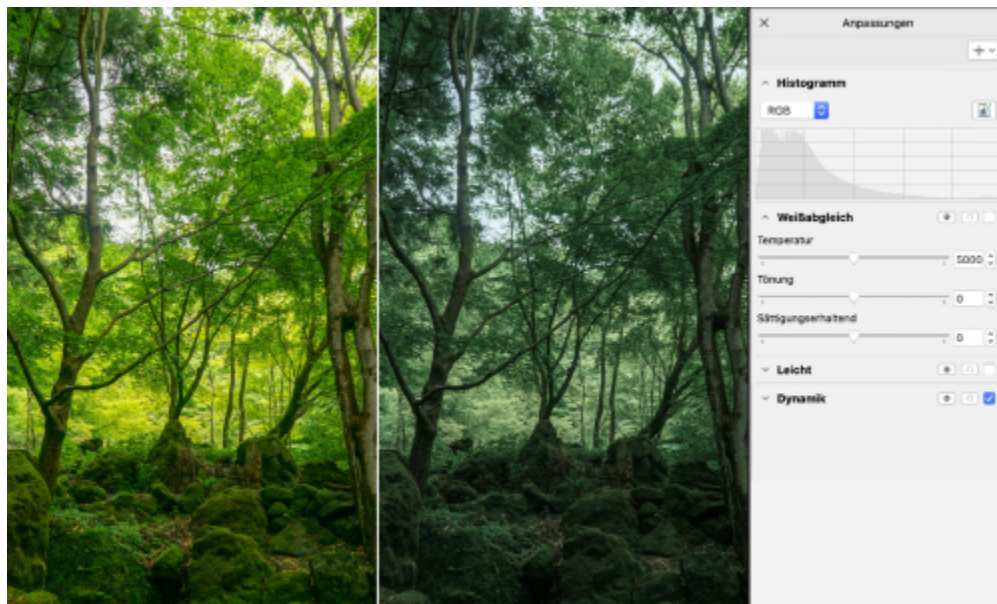 Anpassungen
Histogramm
RGB
Weißabgleich
Temperatur
5000
Tönung
0
Sättigungserhaltend
0
Leicht
Dynamik